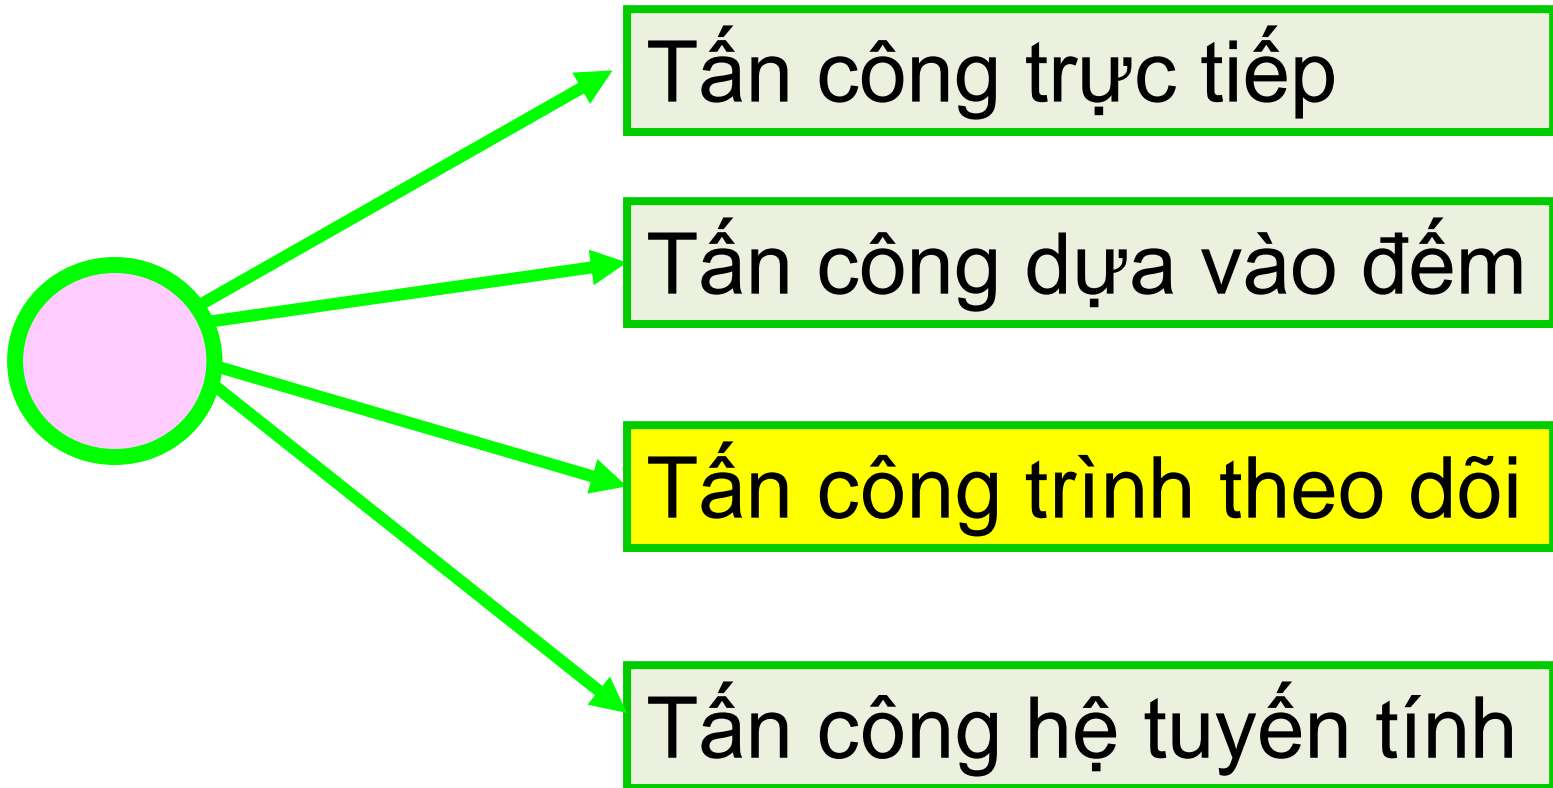 Tấn công trực tiếp
Tấn công dựa vào đếm
Tấn công trình theo dõi
Tấn công hệ tuyến tính